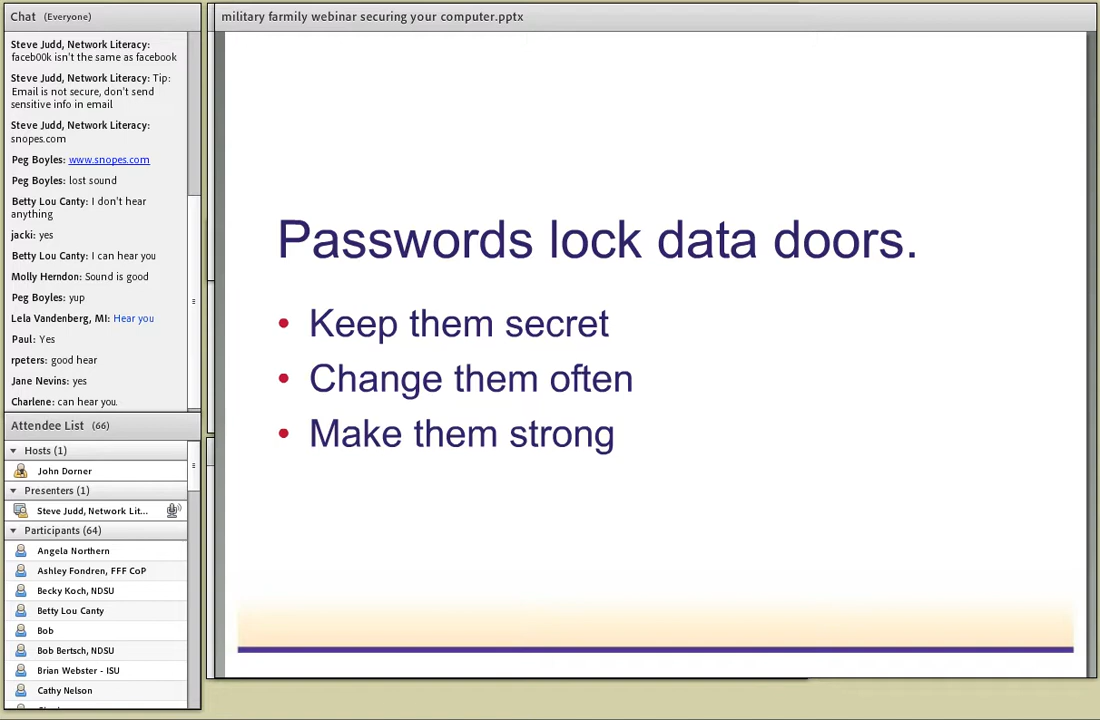 Chat (Everyone)
Steve Judd, Network Literacy:
faceb00k isn't the same as facebook
Steve Judd, Network Literacy: Tip:
Email is not secure, don't send
sensitive info in email
Steve Judd, Network Literacy:
snopes.com
Peg Boyles: www.snopes.com
Peg Boyles: lost sound
Betty Lou Canty: I don't hear
anything
jacki: yes
Betty Lou Canty: I can hear you
Molly Herndon: Sound is good
Peg Boyles: yup
Lela Vandenberg, MI: Hear you
Paul: Yes
rpeters: good hear
Jane Nevins: yes
Charlene: can hear you.
Attendee List (66)
Hosts (1)
John Dorner
Presenters (1)
Steve Judd, Network Lit...
Participants (64)
Angela Northern
Ashley Fondren, FFF CoP
Becky Koch, NDSU
Betty Lou Canty
Bob
Bob Bertsch, NDSU
Brian Webster - ISU
Cathy Nelson
military farmily webinar securing your computer.pptx
Passwords lock data doors.
• Keep them secret
• Change them often
• Make them strong